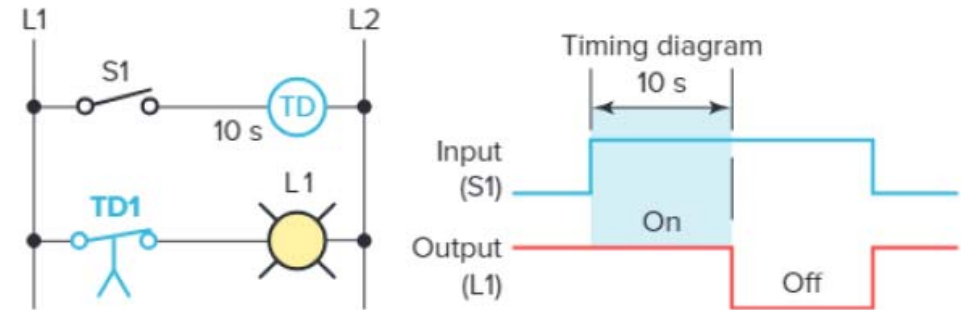 L1
L2
S1
TD
10 s
TD1
L1
Timing diagram
10 s
Input
(S1)
On
Output
(L1)
Off